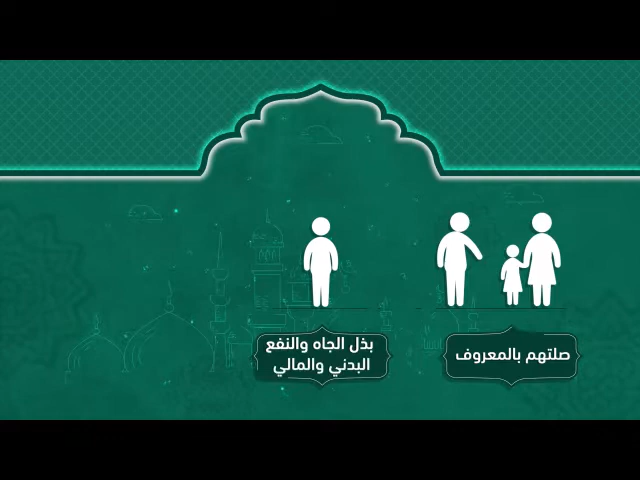 صلتهم بالمعروف
بذل الجاه والنفع
البدني والمالي